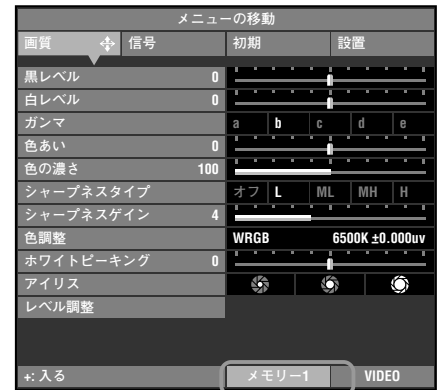 メニューの移動
画質 信号 初期 設置
黒レベル 0
白レベル 0
ガンマ a b c d e
色あい 0
色の濃さ 100
シャープネスタイプ オフ L ML MH H
シャープネスゲイン 4
色調整 WRGB 6500K ±0.000uv
ホワイトピーキング 0
アイリス
レベル調整
+: 入る メモリー1 VIDEO